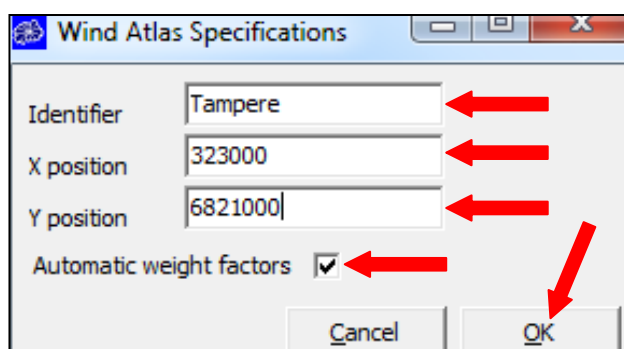 Wind Atlas Specifications
Identifier Tampere
X position 323000
Y position 6821000
Automatic weight factors
Cancel OK